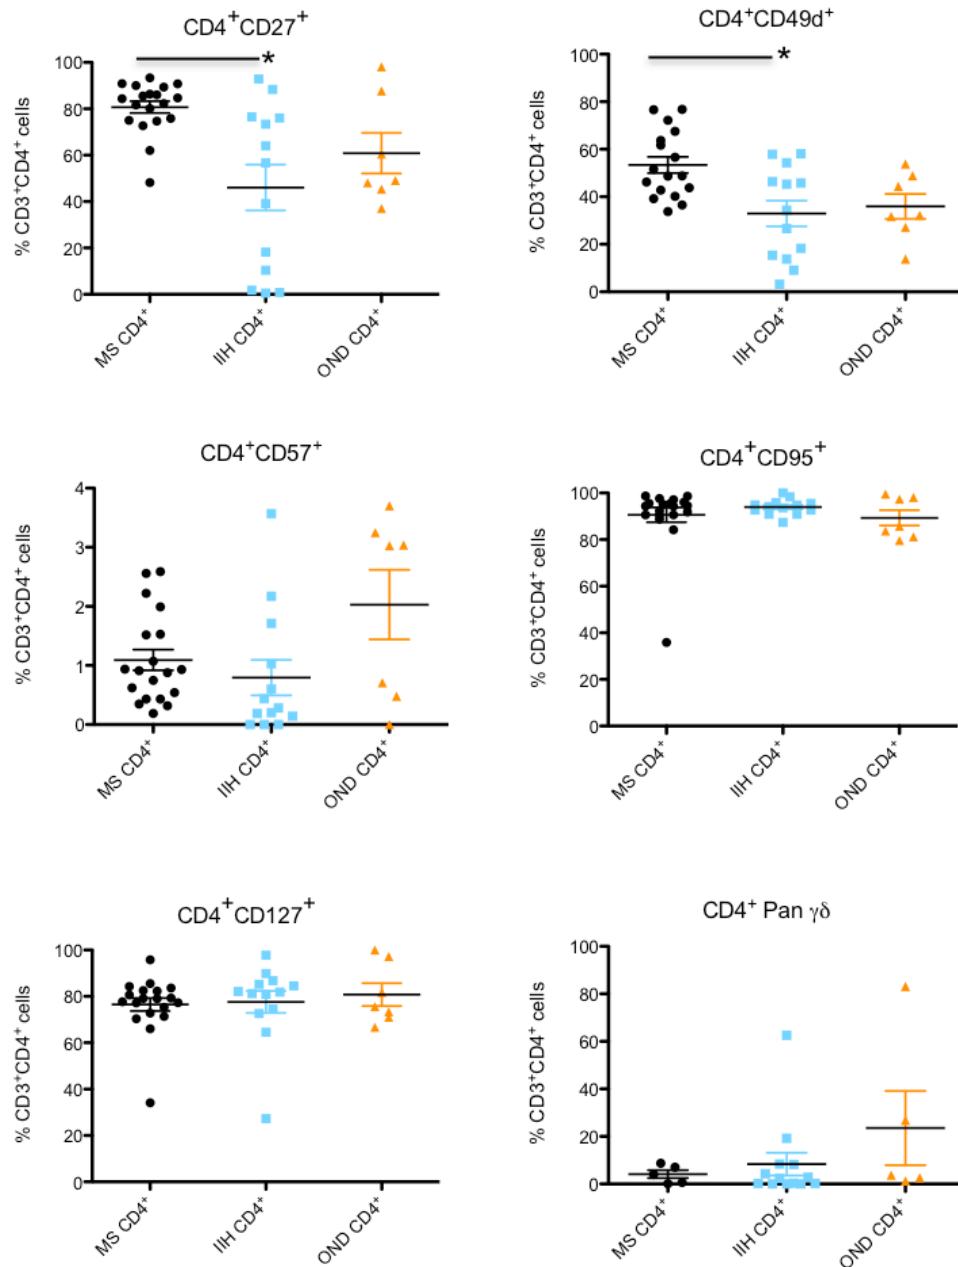 CD4⁺CD27⁺
*
% CD3⁺CD4⁺ cells
100
80
60
40
20
0
MS CD4⁺
IIH CD4⁺
OND CD4⁺
CD4⁺CD49d⁺
*
% CD3⁺CD4⁺ cells
100
80
60
40
20
0
MS CD4⁺
IIH CD4⁺
OND CD4⁺
CD4⁺CD57⁺
% CD3⁺CD4⁺ cells
4
3
2
1
0
MS CD4⁺
IIH CD4⁺
OND CD4⁺
CD4⁺CD95⁺
% CD3⁺CD4⁺ cells
100
80
60
40
20
0
MS CD4⁺
IIH CD4⁺
OND CD4⁺
CD4⁺CD127⁺
% CD3⁺CD4⁺ cells
100
80
60
40
20
0
MS CD4⁺
IIH CD4⁺
OND CD4⁺
CD4⁺ Pan γδ
% CD3⁺CD4⁺ cells
100
80
60
40
20
0
MS CD4⁺
IIH CD4⁺
OND CD4⁺